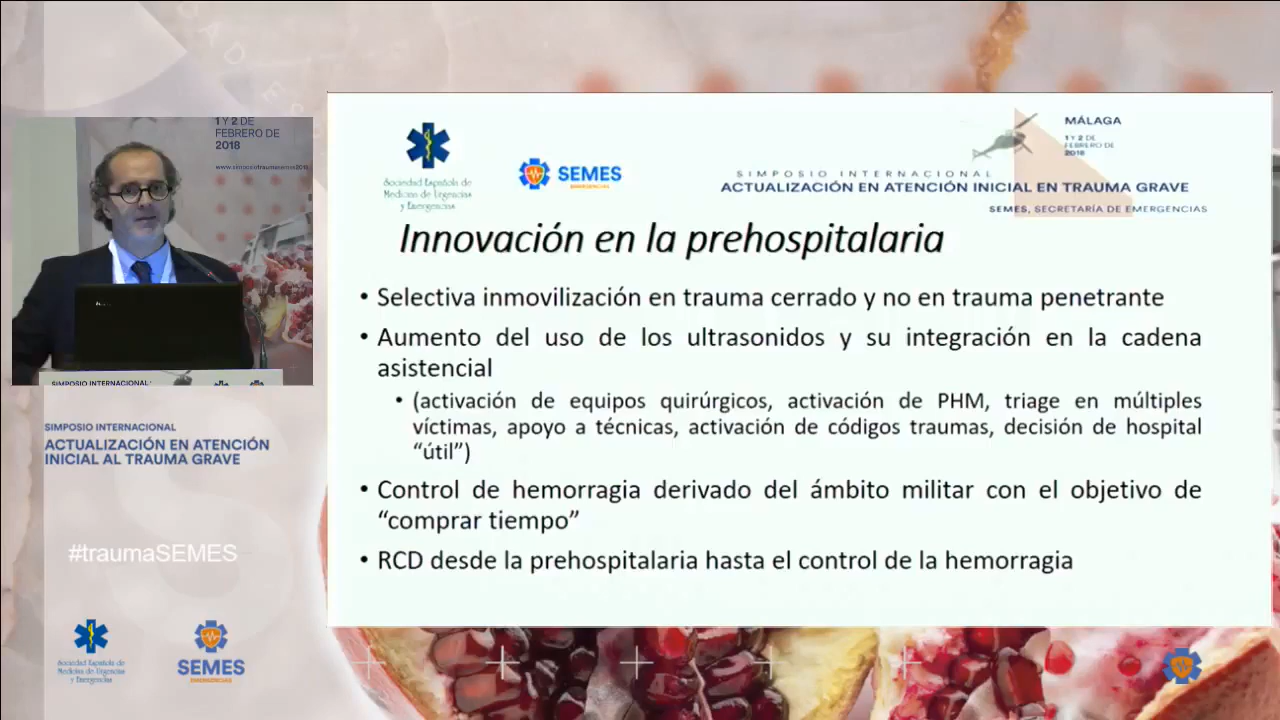 1 Y 2 DE
FEBRERO DE
2018
www.simposiotraumasemes2018
SIMPOSIO INTERNACIONAL
SIMPOSIO INTERNACIONAL
ACTUALIZACIÓN EN ATENCIÓN
INICIAL AL TRAUMA GRAVE
#traumaSEMES
Sociedad Española de
Medicina de Urgencias
y Emergencias
SEMES
EMERGENCIAS
Sociedad Española de
Medicina de Urgencias
y Emergencias
SEMES
EMERGENCIAS
MÁLAGA
1 Y 2 DE
FEBRERO DE
2018
SIMPOSIO INTERNACIONAL
ACTUALIZACIÓN EN ATENCIÓN INICIAL EN TRAUMA GRAVE
SEMES, SECRETARÍA DE EMERGENCIAS
Innovación en la prehospitalaria
• Selectiva inmovilización en trauma cerrado y no en trauma penetrante
• Aumento del uso de los ultrasonidos y su integración en la cadena
asistencial
• (activación de equipos quirúrgicos, activación de PHM, triage en múltiples
víctimas, apoyo a técnicas, activación de códigos traumas, decisión de hospital
“útil”)
• Control de hemorragia derivado del ámbito militar con el objetivo de
“comprar tiempo”
• RCD desde la prehospitalaria hasta el control de la hemorragia